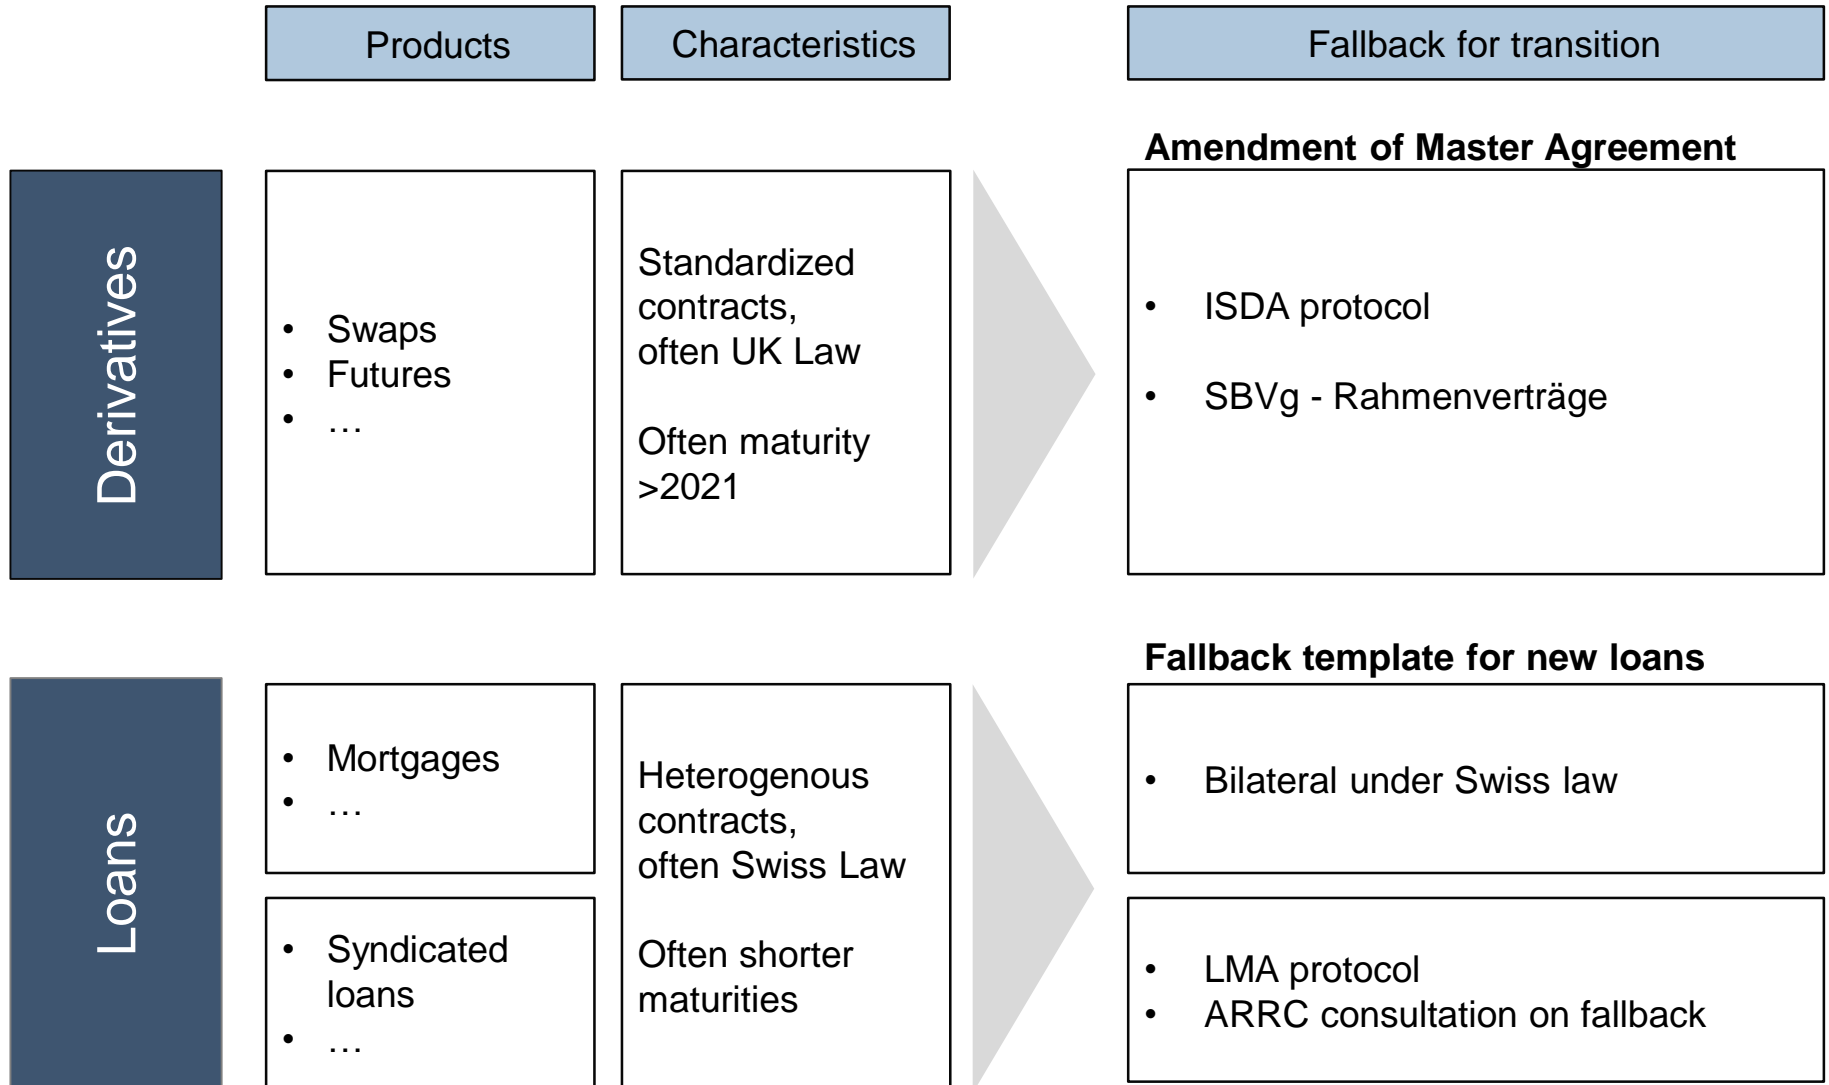 Products
Characteristics
Fallback for transition
Derivatives
• Swaps
• Futures
• …
Standardized
contracts,
often UK Law
Often maturity
>2021
Amendment of Master Agreement
• ISDA protocol
• SBVg - Rahmenverträge
Loans
• Mortgages
• …
• Syndicated
loans
• …
Heterogenous
contracts,
often Swiss Law
Often shorter
maturities
Fallback template for new loans
• Bilateral under Swiss law
• LMA protocol
• ARRC consultation on fallback